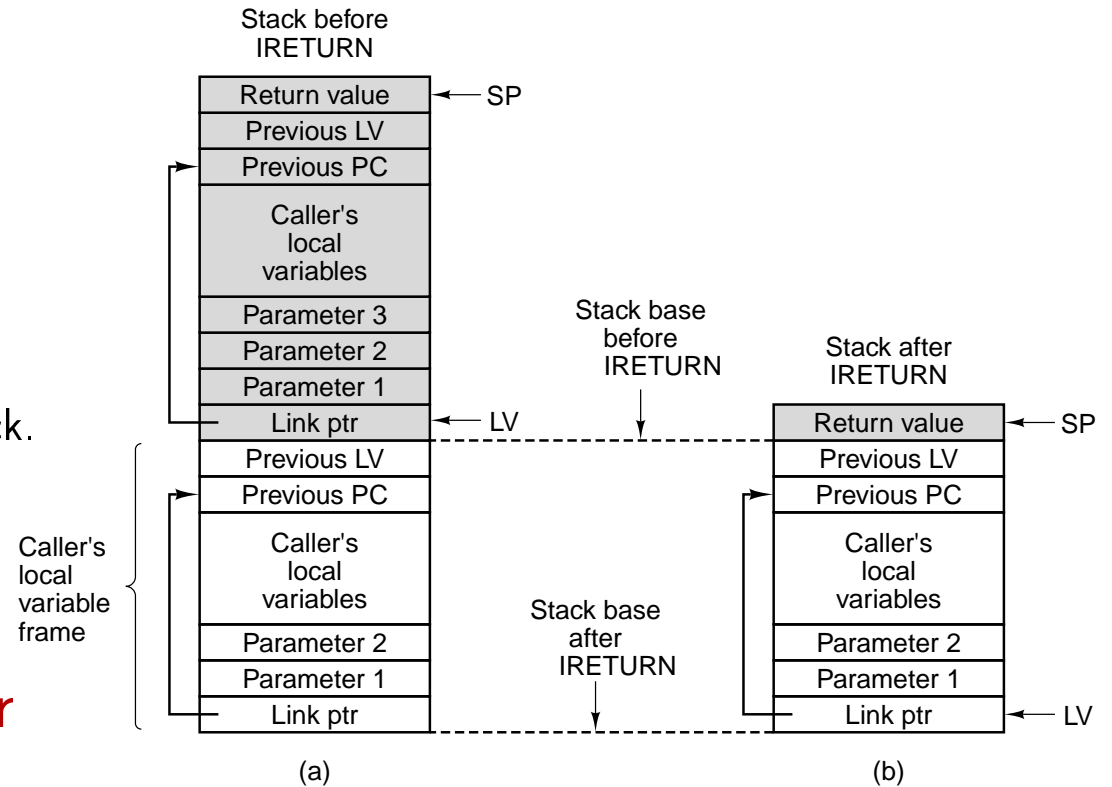 Stack before
IRETURN
Return value
SP
Previous LV
Previous PC
Caller's
local
variables
Parameter 3
Parameter 2
Parameter 1
Link ptr
LV
Previous LV
Previous PC
Caller's
local
variables
Parameter 2
Parameter 1
Link ptr
Caller's
local
variable
frame
(a)
Stack base
before
IRETURN
Stack base
after
IRETURN
Stack after
IRETURN
Return value
SP
Previous LV
Previous PC
Caller's
local
variables
Parameter 2
Parameter 1
Link ptr
LV
(b)